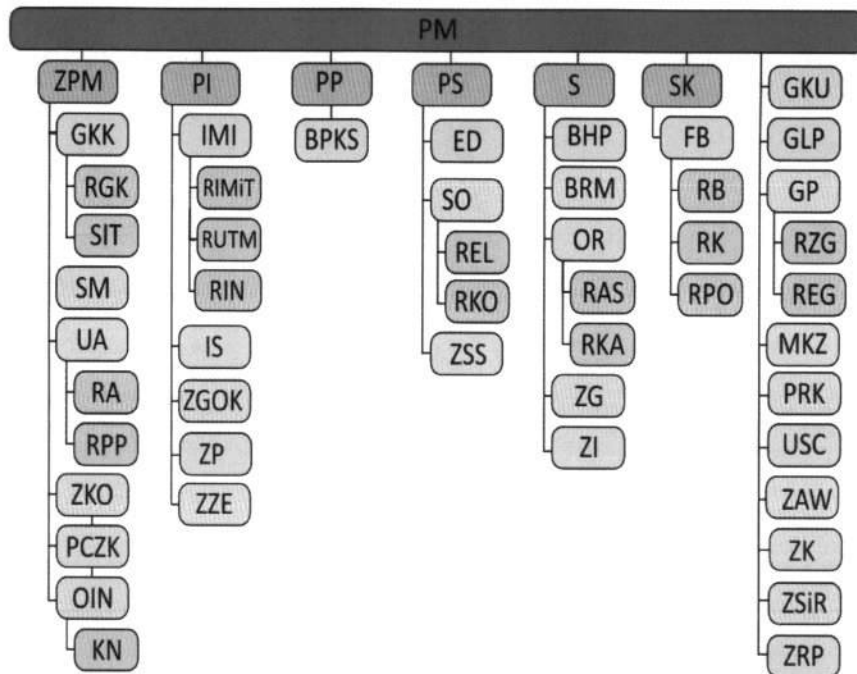 PM
ZPM
GKK
RGK
SIT
SM
UA
RA
RPP
ZKO
PCZK
OIN
KN
PI
IMI
RIMiT
RUTM
RIN
IS
ZGOK
ZP
ZZE
PP
BPKS
PS
ED
SO
REL
RKO
ZSS
S
BHP
BRM
OR
RAS
RKA
ZG
ZI
SK
FB
RB
RK
RPO
GKU
GLP
GP
RZG
REG
MKZ
PRK
USC
ZAW
ZK
ZSiR
ZRP